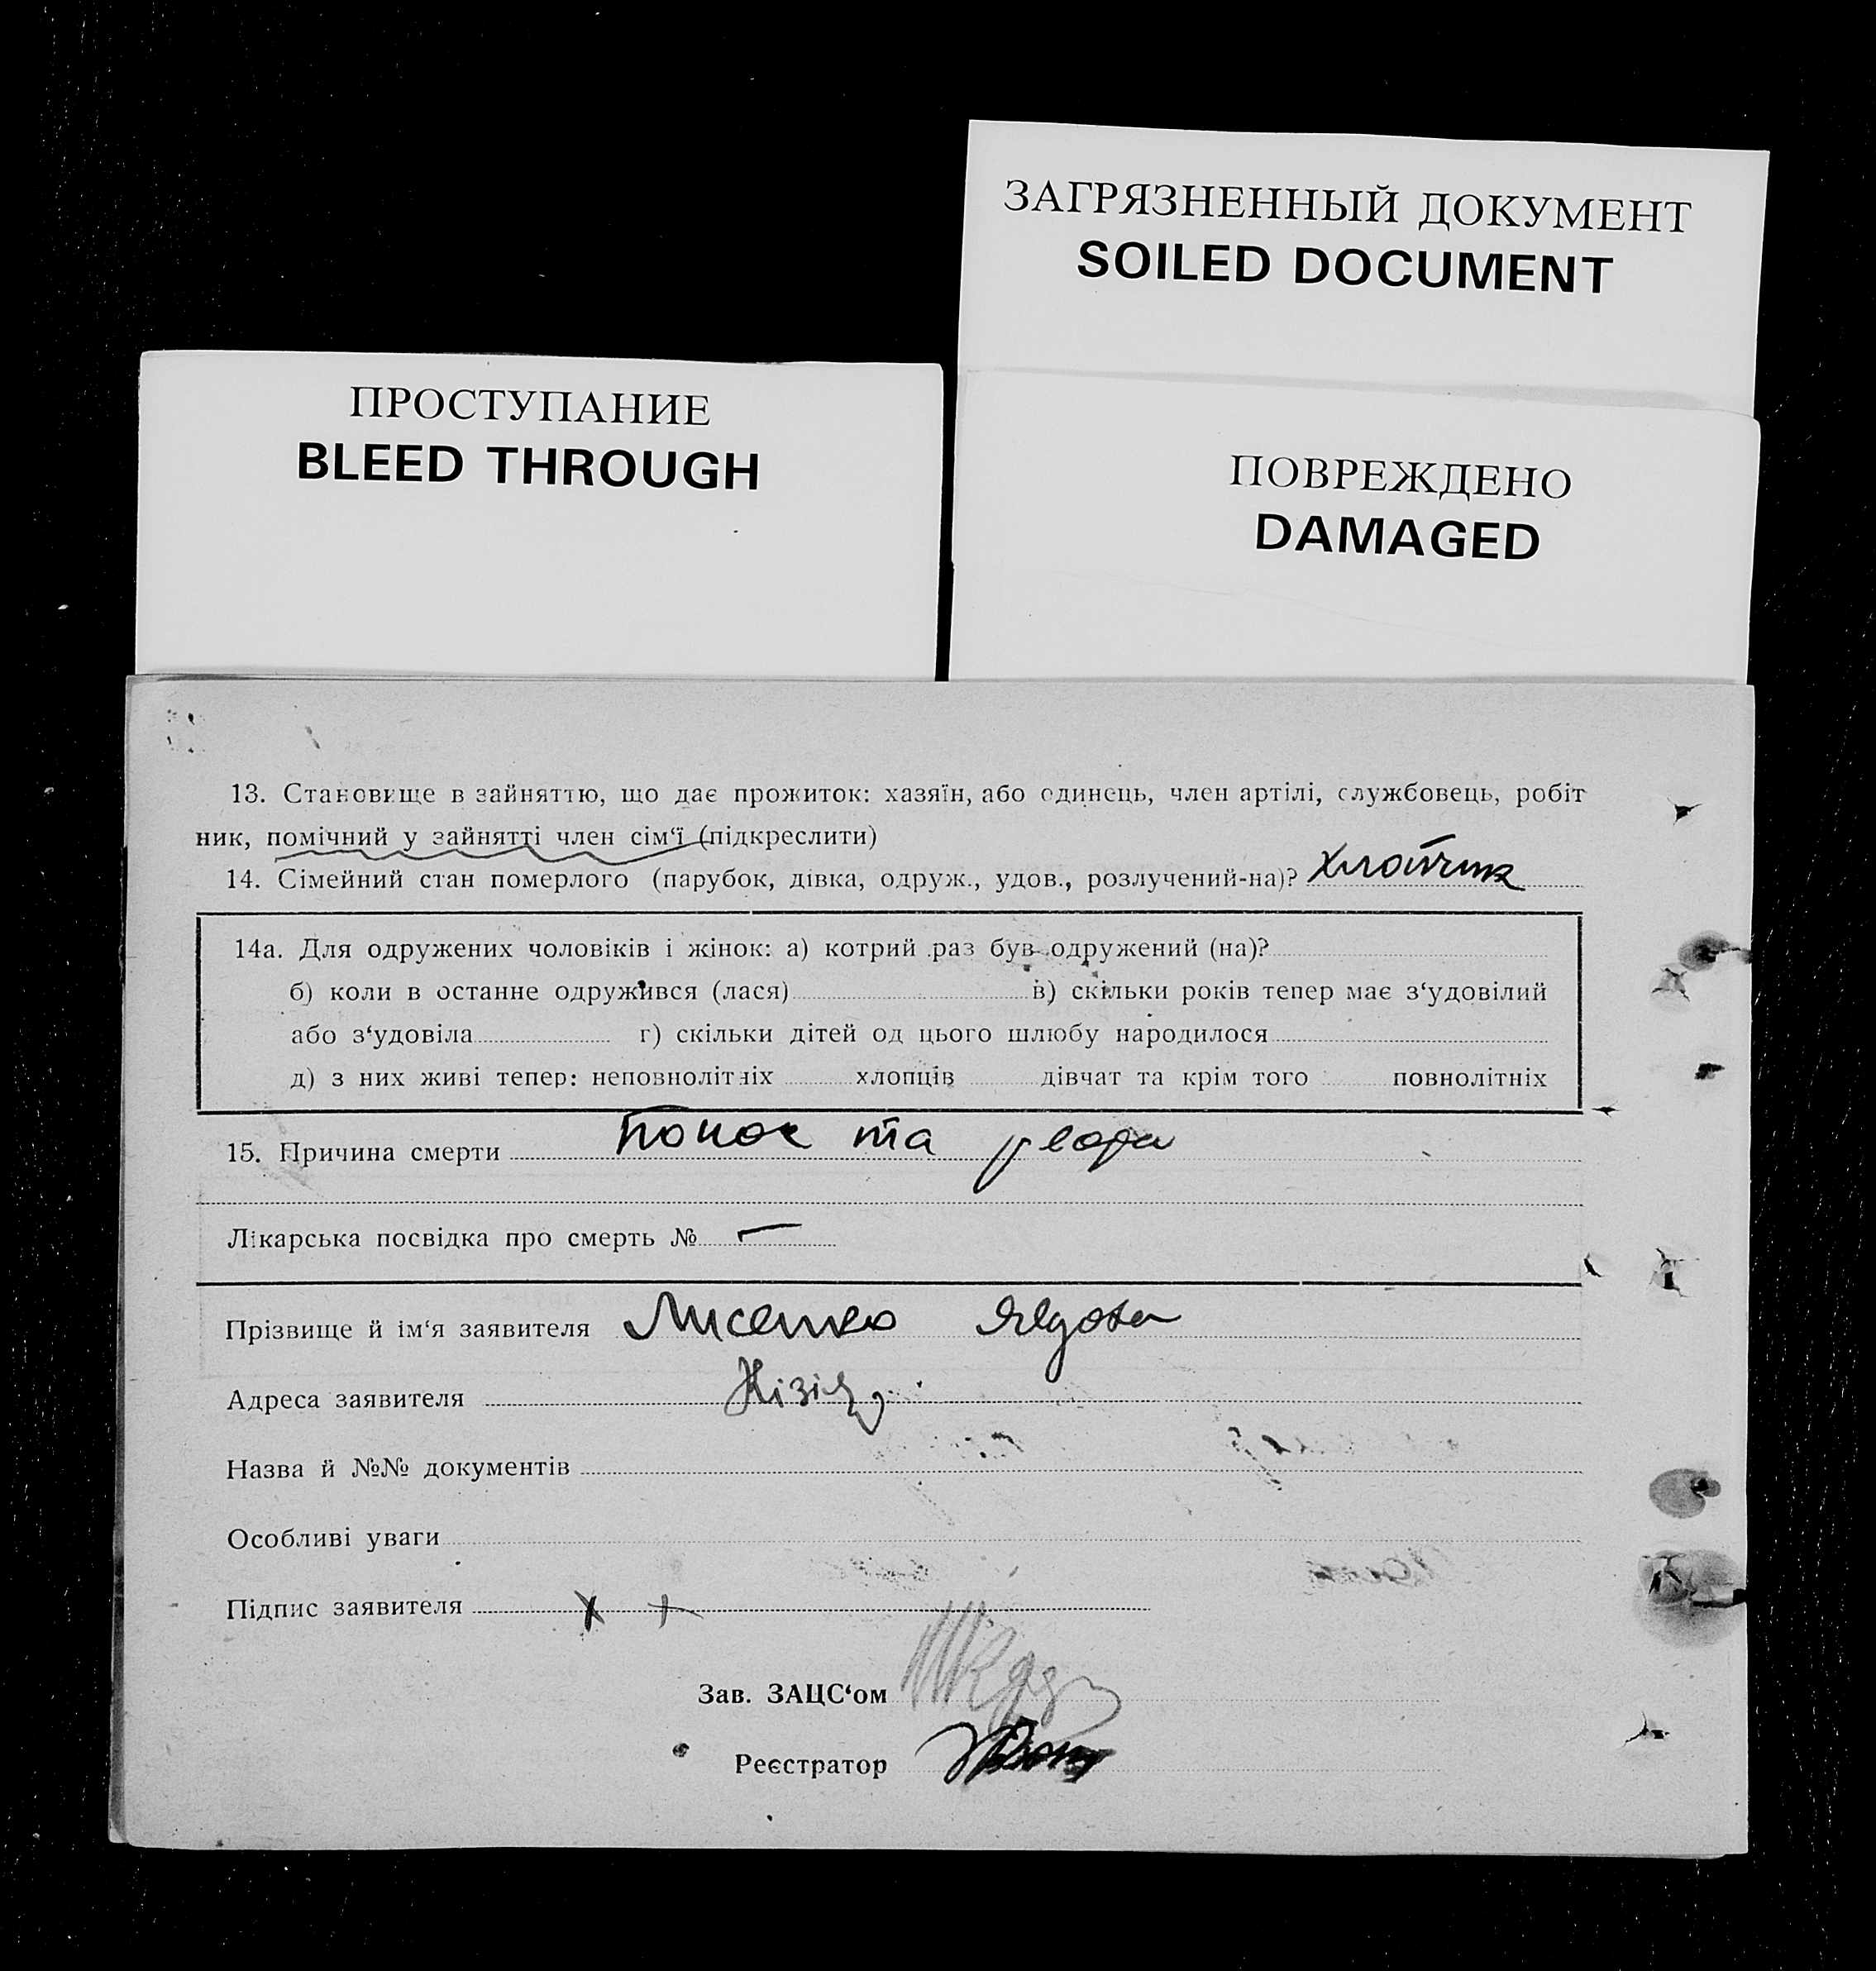 ЗАГРЯЗНЕННЫЙ ДОКУМЕНТ
SOILED DOCUMENT
ПРОСТУПАНИЕ
BLEED THROUGH
ПОВРЕЖДЕНО
DAMAGED
13. Становище в зайняттю, що дає прожиток: хазяїн, або одинець, член артілі, службовець, робіт
ник, помічний у зайнятті член сім‘ї (підкреслити)
14. Сімейний стан померлого (парубок, дівка, одруж., удов., розлучений-на)? хлопчик
14а. Для одружених чоловіків і жінок: а) котрий раз був одружений (на)?
б) коли в останне одружився (лася) в) скільки років тепер має з‘удовілий
або з‘удовіла г) скільки дітей од цього шлюбу народилося
д) з них живі тепер: неповнолітніх хлопців дівчат та крім того повнолітніх
15. Причина смерти Понос та
Лікарська посвідка про смерть № —
Прізвище й ім‘я заявителя Лисенко
Адреса заявителя
Назва й №№ документів
Особливі уваги
Підпис заявителя х +
Зав. ЗАЦС‘ом
Реєстратор